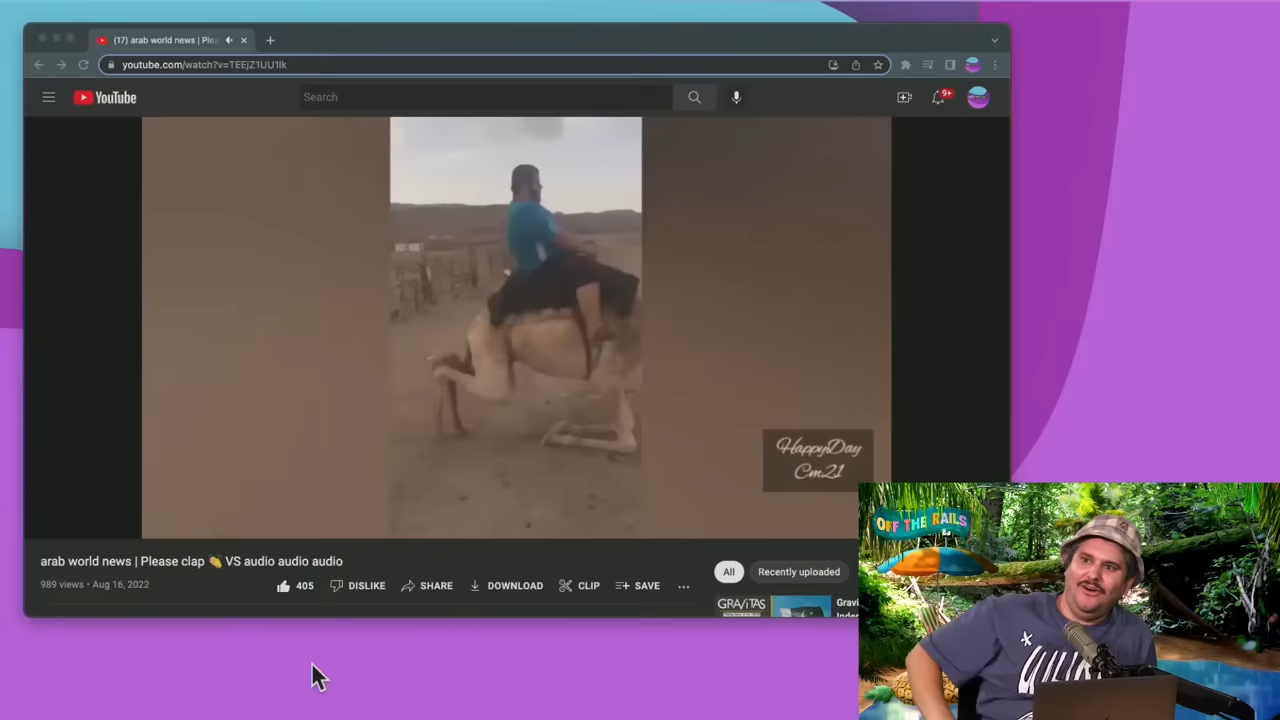 (17) arab world news | Plea
youtube.com/watch?v=TEEjZ1UU1lk
YouTube
Search
9+
HappyDay
Cm21
arab world news | Please clap 👏 VS audio audio audio
989 views • Aug 16, 2022
405
DISLIKE
SHARE
DOWNLOAD
CLIP
SAVE
All
Recently uploaded
GRAVITAS
Gravi
OFF THE RAILS